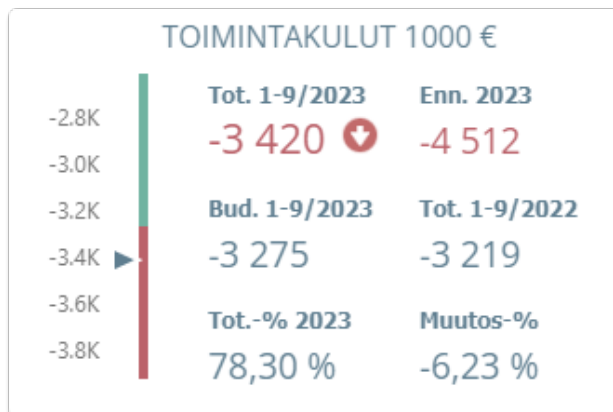 TOIMINTAKULUT 1000 €
-2.8K
-3.0K
-3.2K
-3.4K
-3.6K
-3.8K
Tot. 1-9/2023 Enn. 2023
-3 420 -4 512
Bud. 1-9/2023 Tot. 1-9/2022
-3 275 -3 219
Tot.-% 2023 Muutos-%
78,30 % -6,23 %